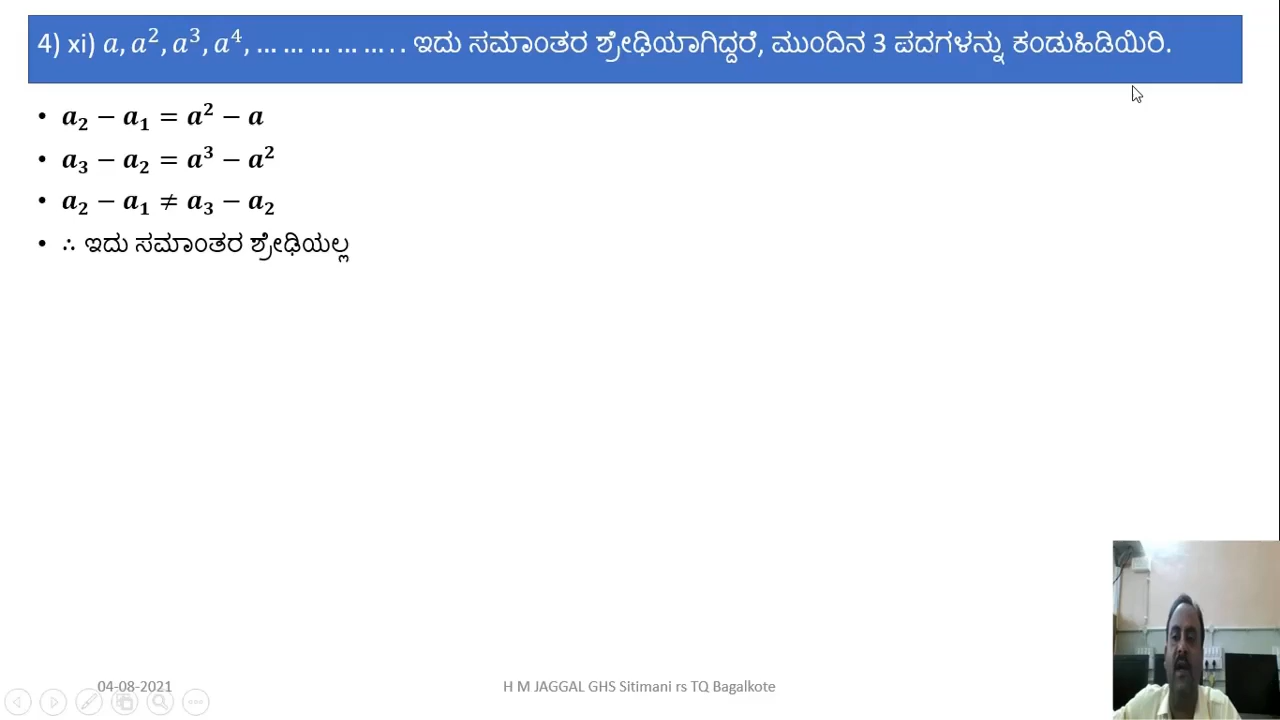 4) xi) a, a², a³, a⁴, … … … … … . . ಇದು ಸಮಾಂತರ ಶ್ರೇಢಿಯಾಗಿದ್ದರೆ, ಮುಂದಿನ 3 ಪದಗಳನ್ನು ಕಂಡುಹಿಡಿಯಿರಿ.
• a₂ − a₁ = a² − a
• a₃ − a₂ = a³ − a²
• a₂ − a₁ ≠ a₃ − a₂
• ∴ ಇದು ಸಮಾಂತರ ಶ್ರೇಢಿಯಲ್ಲ
04-08-2021 H M JAGGAL GHS Sitimani rs TQ Bagalkote